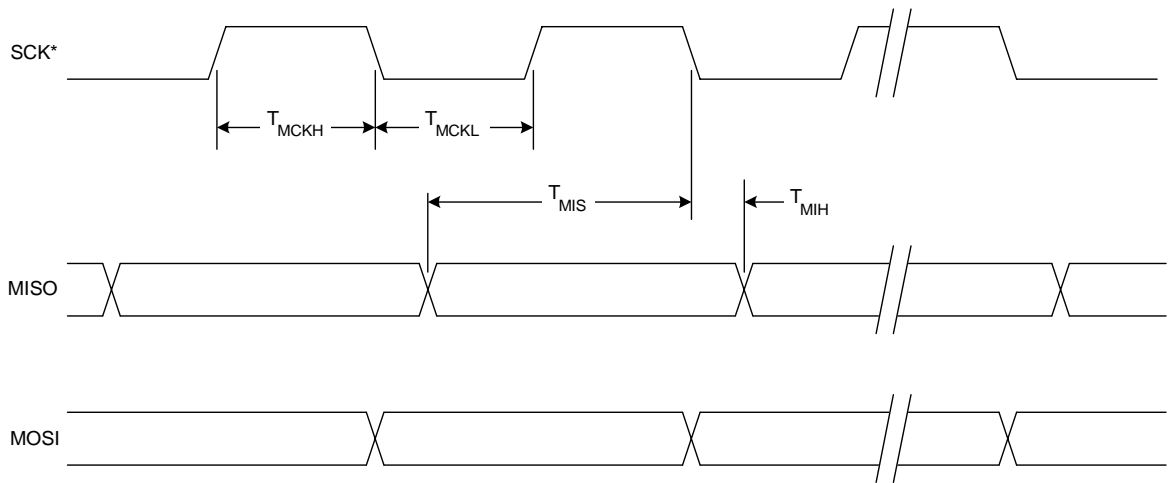 SCK*
T_MCKH
T_MCKL
T_MIS
T_MIH
MISO
MOSI